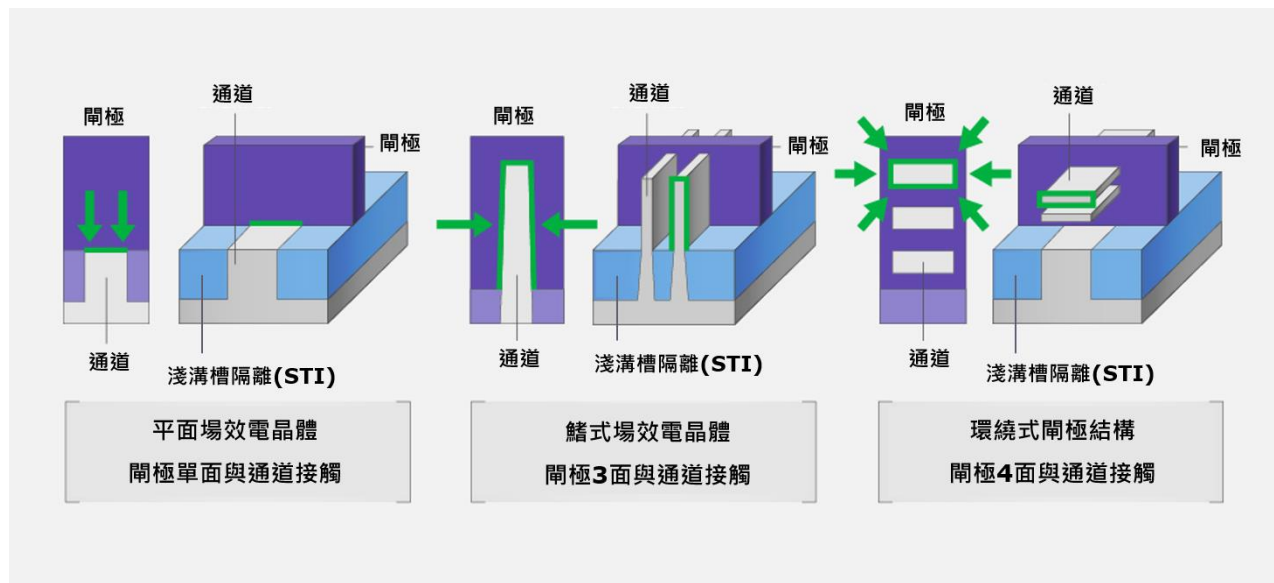 閘極
通道
閘極
通道
淺溝槽隔離(STI)
平面場效電晶體
閘極單面與通道接觸
閘極
通道
閘極
通道
淺溝槽隔離(STI)
鰭式場效電晶體
閘極3面與通道接觸
閘極
通道
閘極
通道
淺溝槽隔離(STI)
環繞式閘極結構
閘極4面與通道接觸